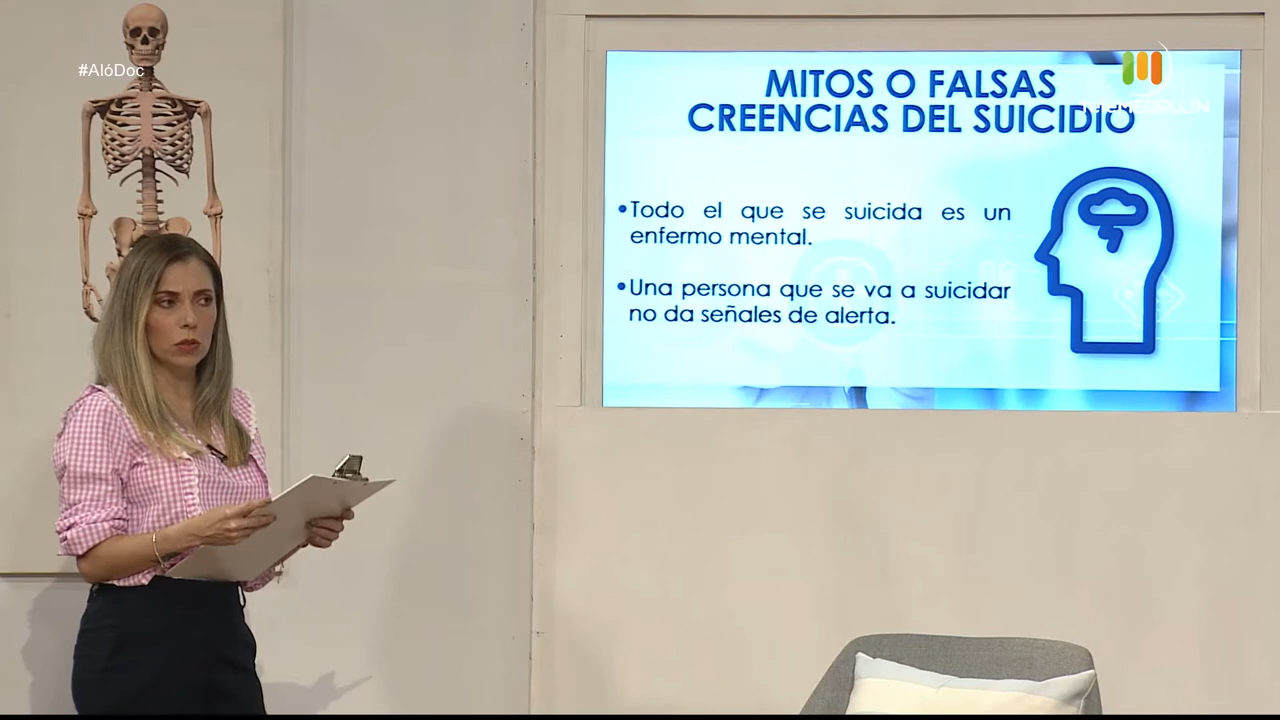 #AlóDoc
MITOS O FALSAS
CREENCIAS DEL SUICIDIO
TELEMEDELLÍN
•Todo el que se suicida es un
enfermo mental.
•Una persona que se va a suicidar
no da señales de alerta.